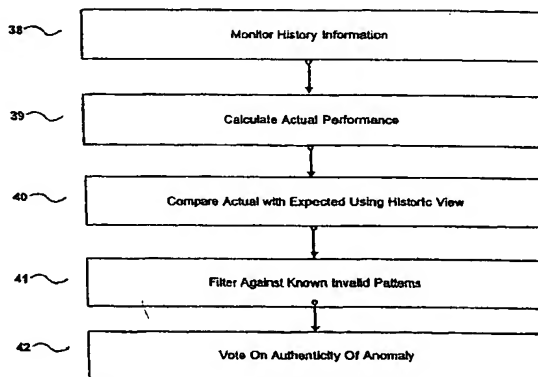 38 Monitor History Information
39 Calculate Actual Performance
40 Compare Actual with Expected Using Historic View
41 Filter Against Known Invalid Patterns
42 Vote On Authenticity Of Anomaly